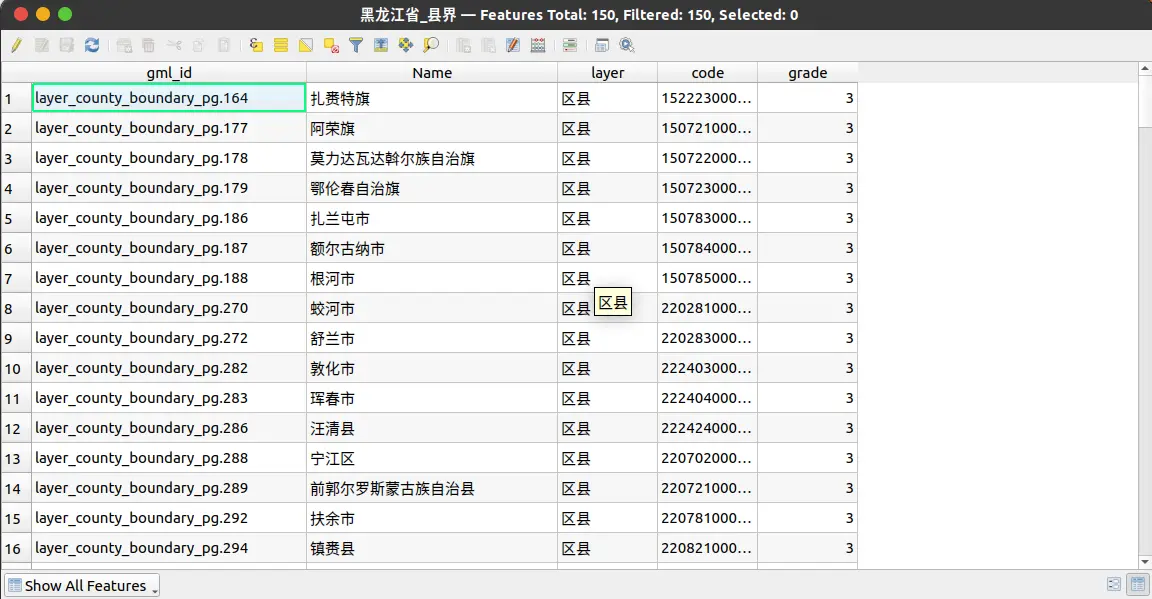 黑龙江省_县界 — Features Total: 150, Filtered: 150, Selected: 0
gml_id Name layer code grade
1 layer_county_boundary_pg.164 扎赉特旗 区县 152223000... 3
2 layer_county_boundary_pg.177 阿荣旗 区县 150721000... 3
3 layer_county_boundary_pg.178 莫力达瓦达斡尔族自治旗 区县 150722000... 3
4 layer_county_boundary_pg.179 鄂伦春自治旗 区县 150723000... 3
5 layer_county_boundary_pg.186 扎兰屯市 区县 150783000... 3
6 layer_county_boundary_pg.187 额尔古纳市 区县 150784000... 3
7 layer_county_boundary_pg.188 根河市 区县 150785000... 3
区县
8 layer_county_boundary_pg.270 蛟河市 区县 220281000... 3
9 layer_county_boundary_pg.272 舒兰市 区县 220283000... 3
10 layer_county_boundary_pg.282 敦化市 区县 222403000... 3
11 layer_county_boundary_pg.283 珲春市 区县 222404000... 3
12 layer_county_boundary_pg.286 汪清县 区县 222424000... 3
13 layer_county_boundary_pg.288 宁江区 区县 220702000... 3
14 layer_county_boundary_pg.289 前郭尔罗斯蒙古族自治县 区县 220721000... 3
15 layer_county_boundary_pg.292 扶余市 区县 220781000... 3
16 layer_county_boundary_pg.294 镇赉县 区县 220821000... 3
Show All Features